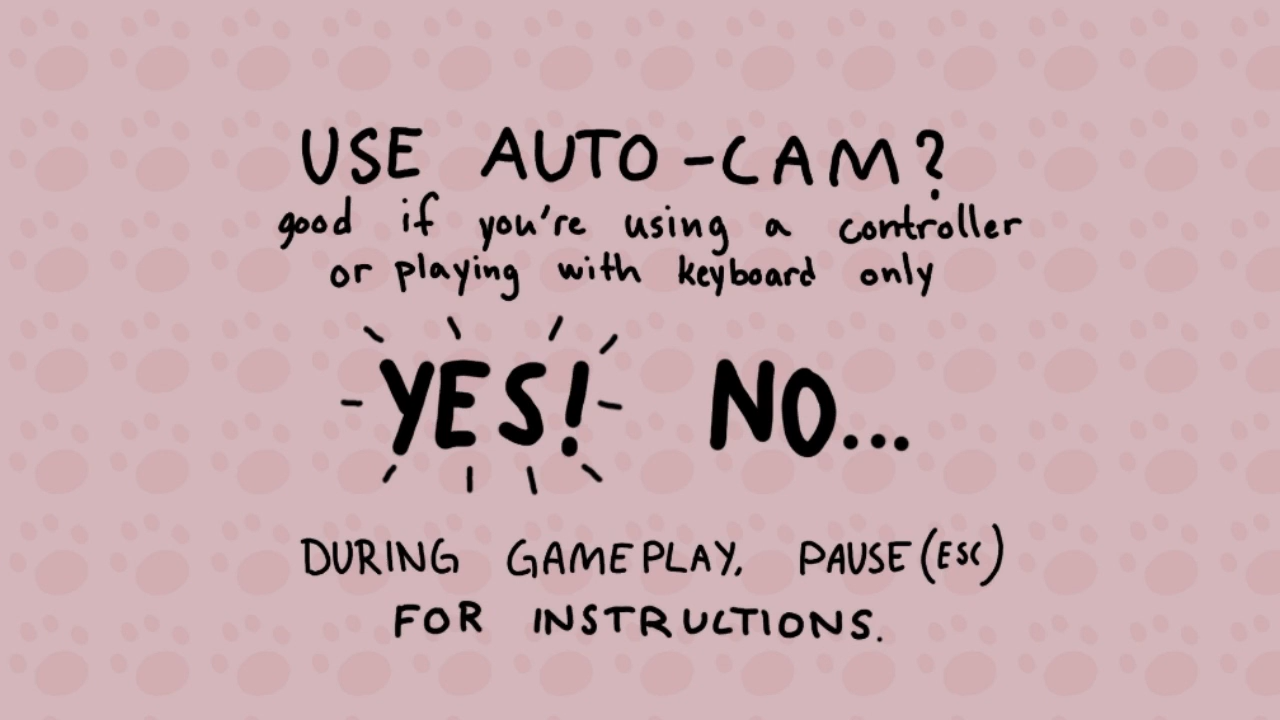 USE AUTO-CAM?
good if you're using a controller
or playing with keyboard only
YES! NO...
DURING GAMEPLAY, PAUSE (ESC)
FOR INSTRUCTIONS.